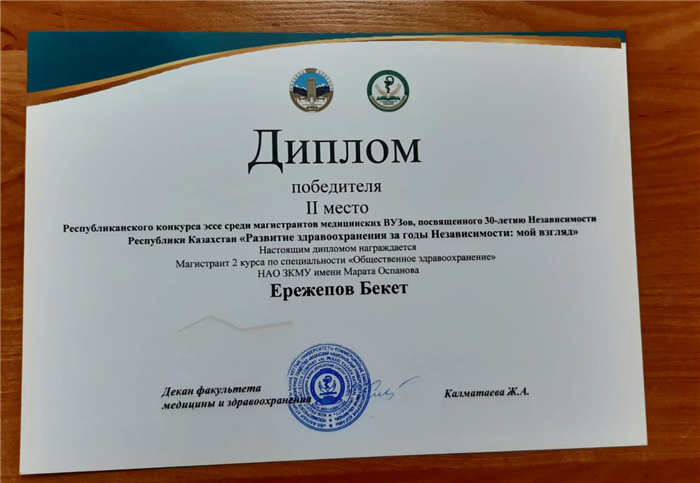 Диплом
победителя
II место
Республиканского конкурса эссе среди магистрантов медицинских ВУЗов, посвященного 30-летию Независимости
Республики Казахстан «Развитие здравоохранения за годы Независимости: мой взгляд»
Настоящим дипломом награждается
Магистрант 2 курса по специальности «Общественное здравоохранение»
НАО ЗКМУ имени Марата Оспанова
Ережепов Бекет
Декан факультета
медицины и здравоохранения
Калматаева Ж.А.